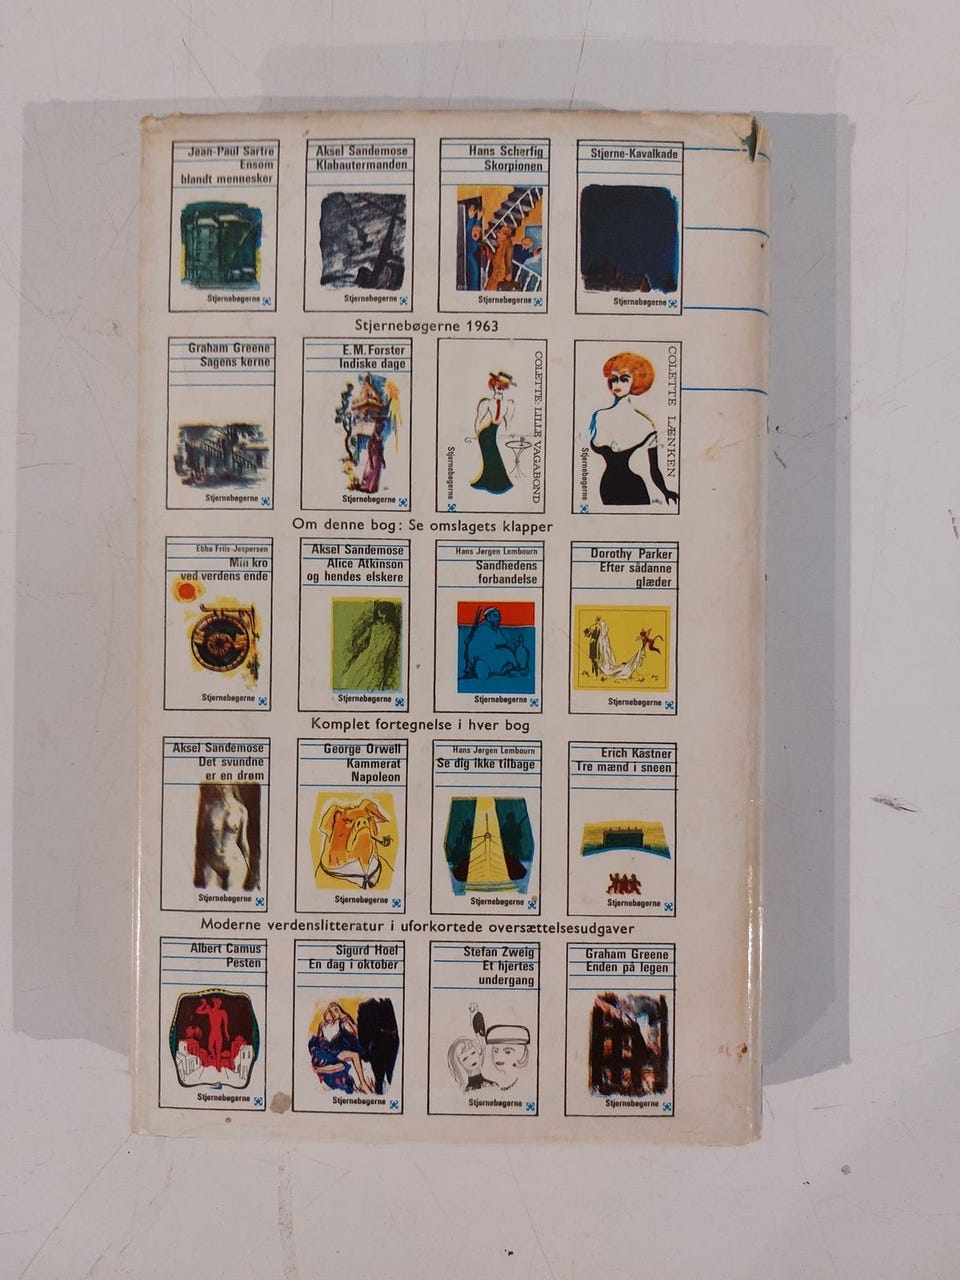 Jean-Paul Sartre
Ensom
blandt mennesker
Stjernebøgerne
Aksel Sandemose
Klabautermanden
Stjernebøgerne
Hans Scherfig
Skorpionen
Stjernebøgerne
Stjerne-Kavalkade
Stjernebøgerne
Stjernebøgerne 1963
Graham Greene
Sagens kerne
Stjernebøgerne
E.M. Forster
Indiske dage
Stjernebøgerne
COLETTE: LILLE VAGABOND
Stjernebøgerne
COLETTE LÆNKEN
Stjernebøgerne
Om denne bog: Se omslagets klapper
Ebba Friis-Jespersen
Min kro
ved verdens ende
Stjernebøgerne
Aksel Sandemose
Alice Atkinson
og hendes elskere
Stjernebøgerne
Hans Jørgen Lembourn
Sandhedens
forbandelse
Stjernebøgerne
Dorothy Parker
Efter sådanne
glæder
Stjernebøgerne
Komplet fortegnelse i hver bog
Aksel Sandemose
Det svundne
er en drøm
Stjernebøgerne
George Orwell
Kammerat
Napoleon
Stjernebøgerne
Hans Jørgen Lembourn
Se dig ikke tilbage
Stjernebøgerne
Erich Kastner
Tre mænd i sneen
Stjernebøgerne
Moderne verdenslitteratur i uforkortede oversættelsesudgaver
Albert Camus
Pesten
Stjernebøgerne
Sigurd Hoel
En dag i oktober
Stjernebøgerne
Stefan Zweig
Et hjertes
undergang
Stjernebøgerne
Graham Greene
Enden på legen
Stjernebøgerne